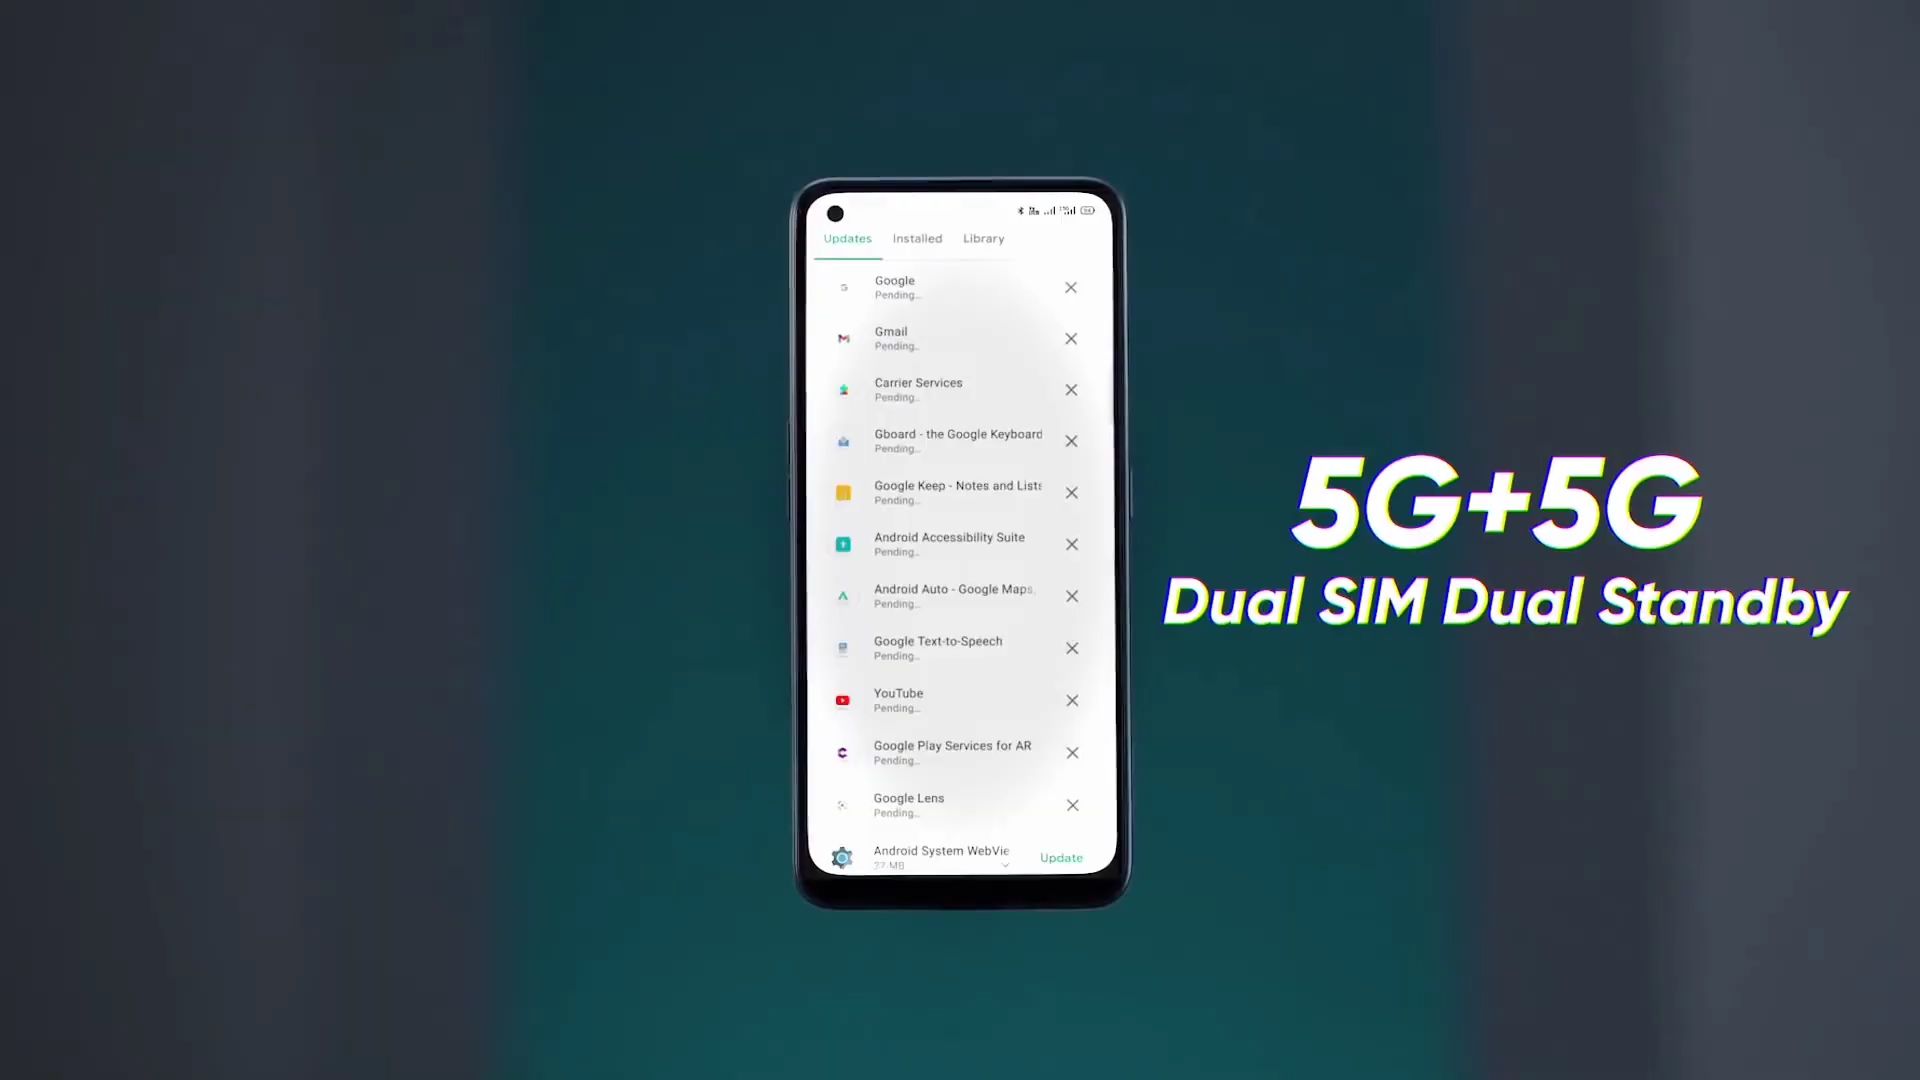 Updates Installed Library
Google
Pending...
Gmail
Pending...
Carrier Services
Pending...
Gboard - the Google Keyboard
Pending...
Google Keep - Notes and Lists
Pending...
Android Accessibility Suite
Pending...
Android Auto - Google Maps,
Pending...
Google Text-to-Speech
Pending...
YouTube
Pending...
Google Play Services for AR
Pending...
Google Lens
Pending...
Android System WebVie
Update
27 MB
5G+5G
Dual SIM Dual Standby